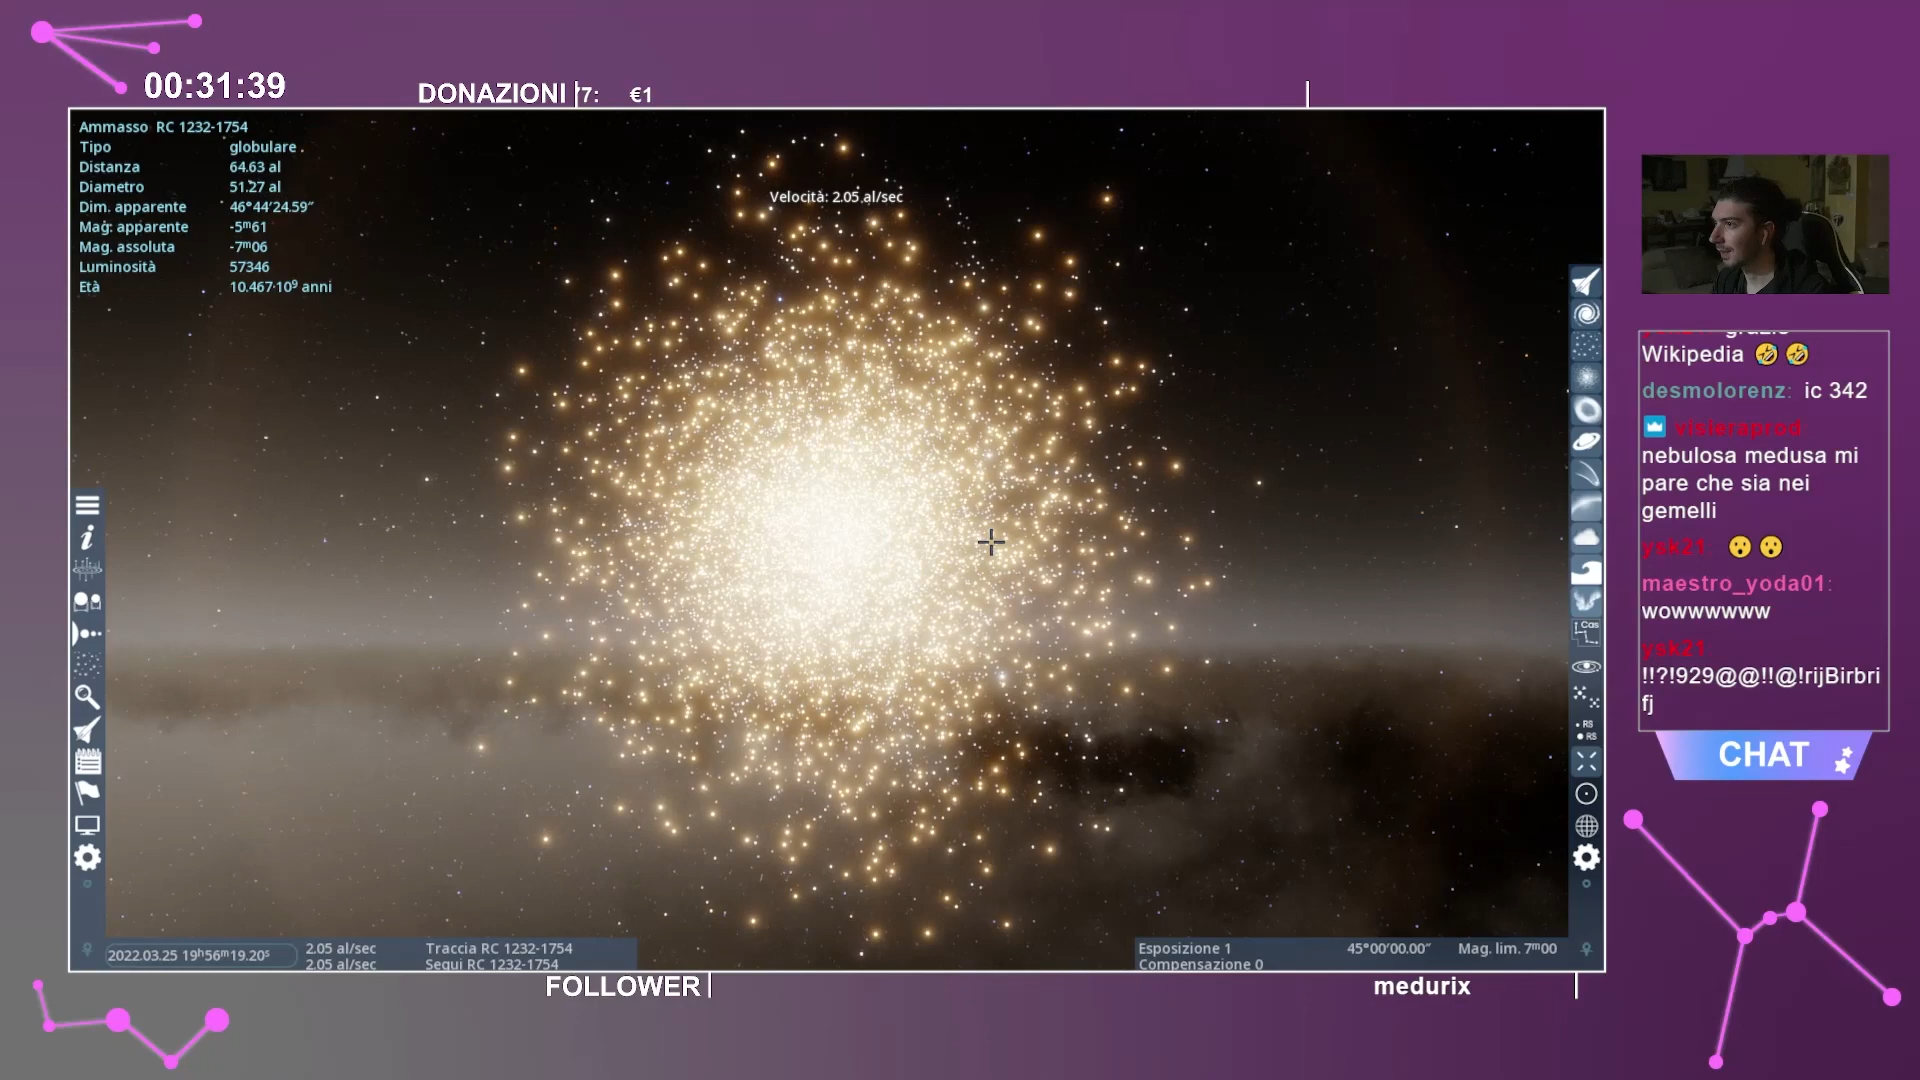 00:31:39
DONAZIONI 7: €1
Ammasso RC 1232-1754
Tipo globulare
Distanza 64.63 al
Diametro 51.27 al
Dim. apparente 46°44′24.59″
Mag. apparente -5ᵐ61
Mag. assoluta -7ᵐ06
Luminosità 57346
Età 10.467·10⁹ anni
Velocità: 2.05 al/sec
Wikipedia 🤣 🤣
desmolorenz: ic 342
visieraprod
nebulosa medusa mi
pare che sia nei
gemelli
ysk21: 😮 😮
maestro_yoda01:
wowwwwww
ysk21:
!!?!929@@!!@!rijBirbri
fj
CHAT
Cas
RS
RS
2022.03.25 19ʰ56ᵐ19.20ˢ
2.05 al/sec Traccia RC 1232-1754
2.05 al/sec Segui RC 1232-1754
Esposizione 1 45°00′00.00″ Mag. lim. 7ᵐ00
Compensazione 0
FOLLOWER
medurix